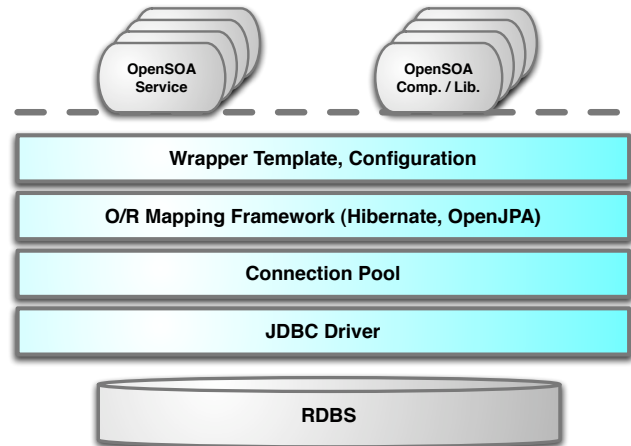 OpenSOA
Service
OpenSOA
Comp. / Lib.
Wrapper Template, Configuration
O/R Mapping Framework (Hibernate, OpenJPA)
Connection Pool
JDBC Driver
RDBS